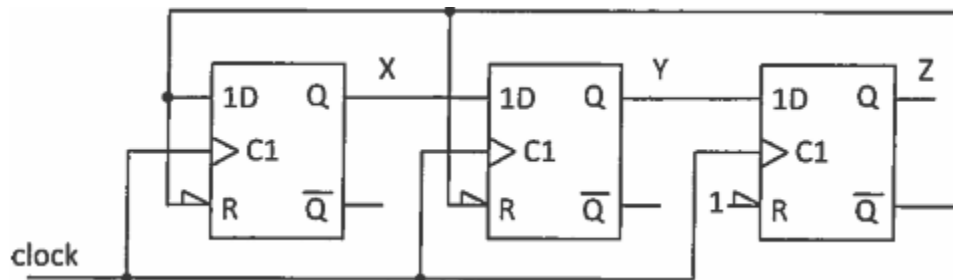 X
Y
Z
1D Q
1D Q
1D Q
C1
C1
C1
R Q̅
R Q̅
1 R Q̅
clock